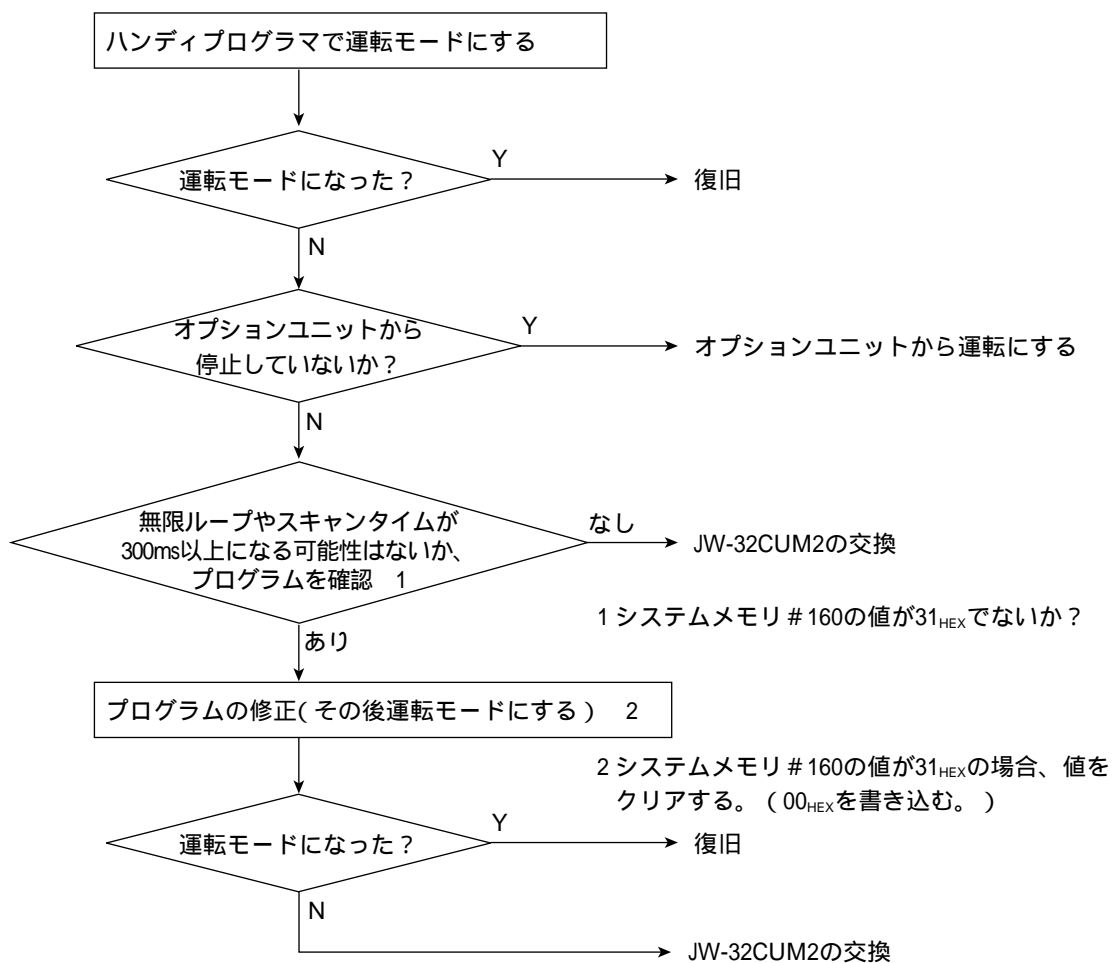 ハンディプログラマで運転モードにする
運転モードになった？
Y
復旧
N
オプションユニットから
停止していないか？
Y
オプションユニットから運転にする
N
無限ループやスキャンタイムが
300ms以上になる可能性はないか、
プログラムを確認　1
なし
JW-32CUM2の交換
1 システムメモリ＃160の値が31HEXでないか？
あり
プログラムの修正(その後運転モードにする)　2
2 システムメモリ＃160の値が31HEXの場合、値を
クリアする。（00HEXを書き込む。）
運転モードになった？
Y
復旧
N
JW-32CUM2の交換